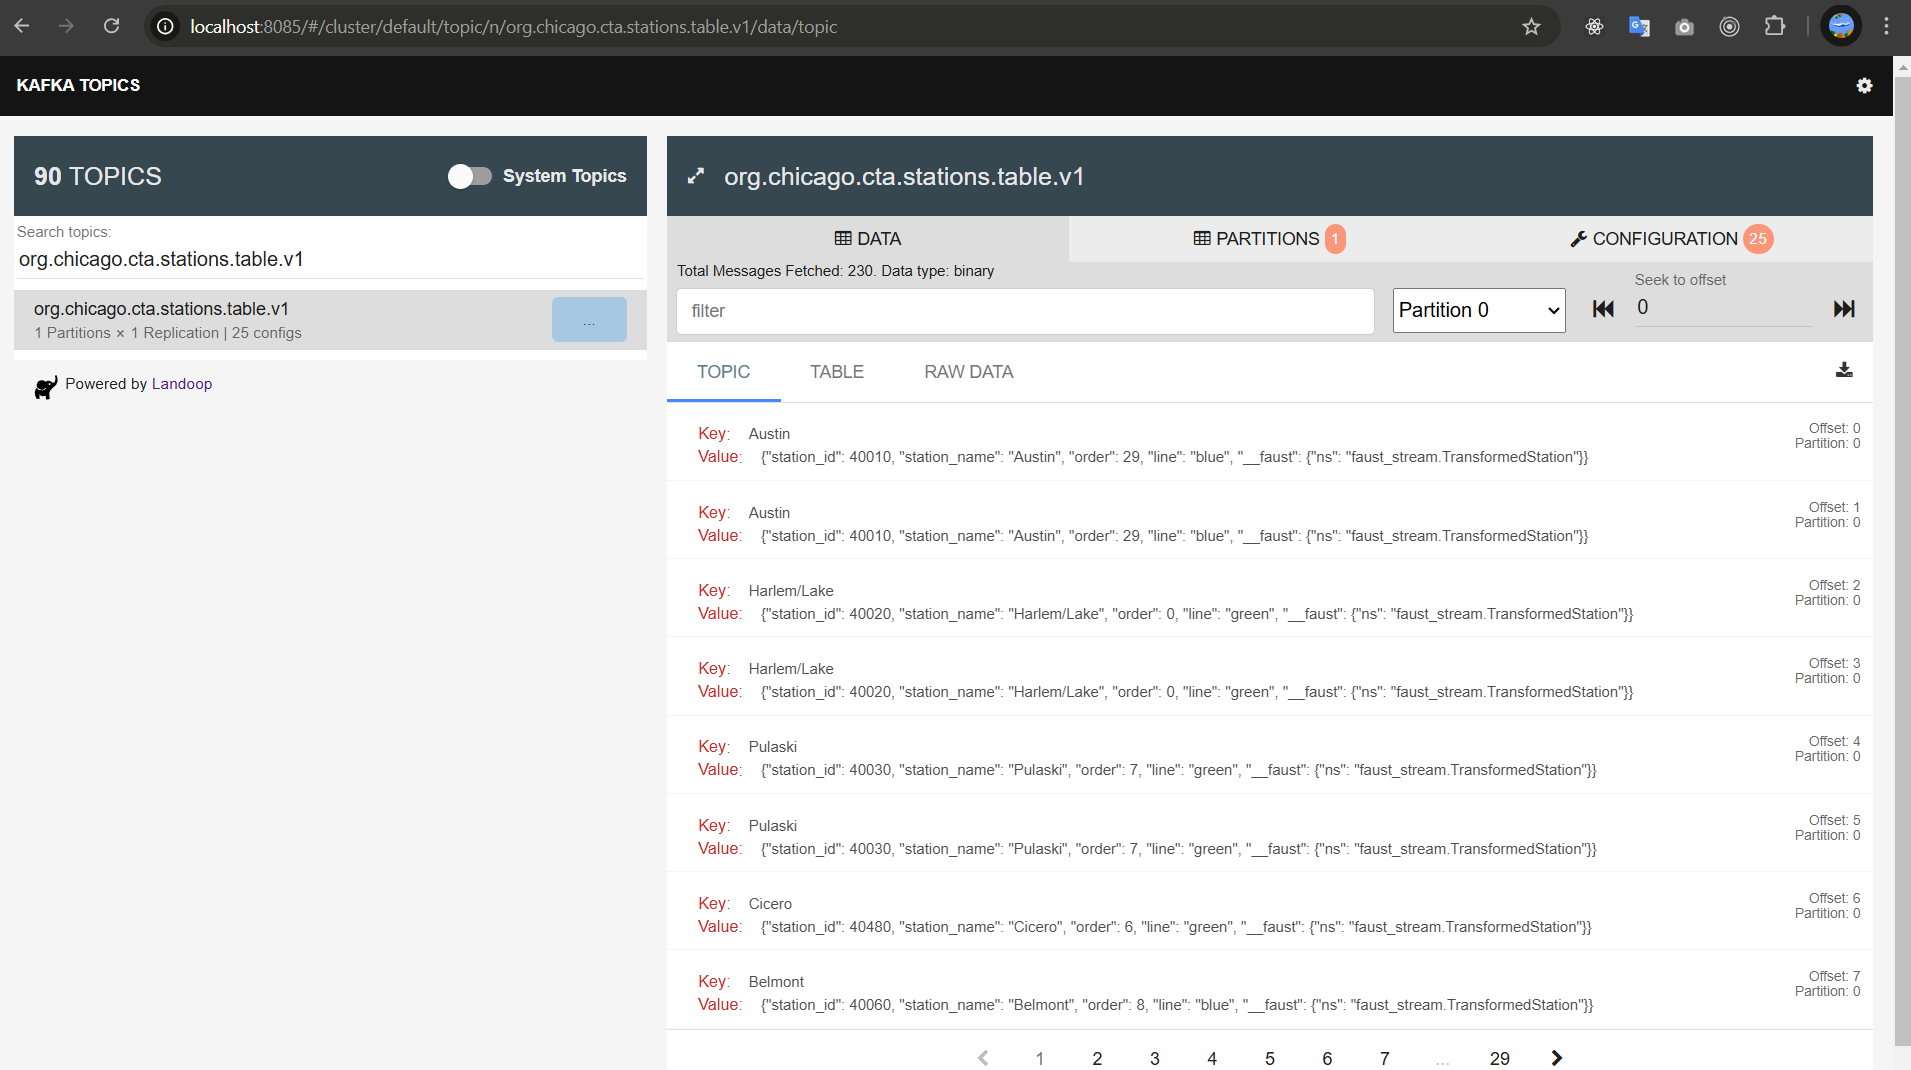 localhost:8085/#/cluster/default/topic/n/org.chicago.cta.stations.table.v1/data/topic
KAFKA TOPICS
90 TOPICS
System Topics
Search topics:
org.chicago.cta.stations.table.v1
org.chicago.cta.stations.table.v1
1 Partitions × 1 Replication | 25 configs
...
Powered by Landoop
org.chicago.cta.stations.table.v1
DATA
PARTITIONS 1
CONFIGURATION 25
Total Messages Fetched: 230. Data type: binary
filter
Partition 0
Seek to offset
0
TOPIC
TABLE
RAW DATA
Key: Austin
Value: {"station_id": 40010, "station_name": "Austin", "order": 29, "line": "blue", "__faust": {"ns": "faust_stream.TransformedStation"}}
Offset: 0
Partition: 0
Key: Austin
Value: {"station_id": 40010, "station_name": "Austin", "order": 29, "line": "blue", "__faust": {"ns": "faust_stream.TransformedStation"}}
Offset: 1
Partition: 0
Key: Harlem/Lake
Value: {"station_id": 40020, "station_name": "Harlem/Lake", "order": 0, "line": "green", "__faust": {"ns": "faust_stream.TransformedStation"}}
Offset: 2
Partition: 0
Key: Harlem/Lake
Value: {"station_id": 40020, "station_name": "Harlem/Lake", "order": 0, "line": "green", "__faust": {"ns": "faust_stream.TransformedStation"}}
Offset: 3
Partition: 0
Key: Pulaski
Value: {"station_id": 40030, "station_name": "Pulaski", "order": 7, "line": "green", "__faust": {"ns": "faust_stream.TransformedStation"}}
Offset: 4
Partition: 0
Key: Pulaski
Value: {"station_id": 40030, "station_name": "Pulaski", "order": 7, "line": "green", "__faust": {"ns": "faust_stream.TransformedStation"}}
Offset: 5
Partition: 0
Key: Cicero
Value: {"station_id": 40480, "station_name": "Cicero", "order": 6, "line": "green", "__faust": {"ns": "faust_stream.TransformedStation"}}
Offset: 6
Partition: 0
Key: Belmont
Value: {"station_id": 40060, "station_name": "Belmont", "order": 8, "line": "blue", "__faust": {"ns": "faust_stream.TransformedStation"}}
Offset: 7
Partition: 0
1 2 3 4 5 6 7 ... 29